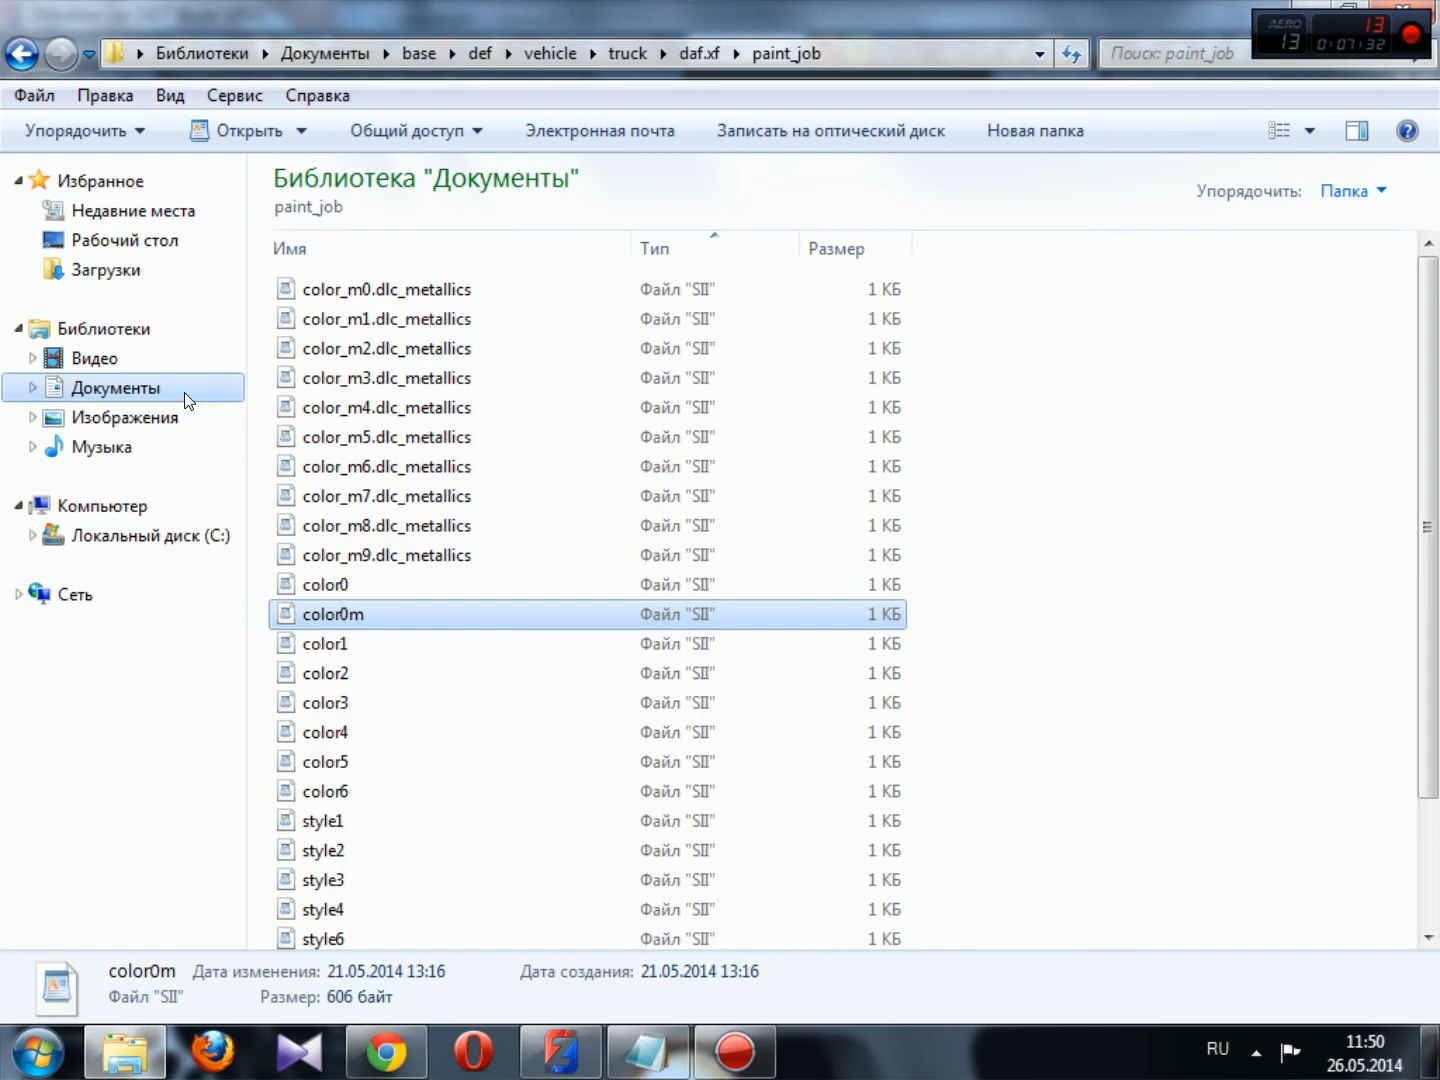 AERO 13
13 0:07:32
Библиотеки Документы base def vehicle truck daf.xf paint_job
Поиск: paint_job
Файл Правка Вид Сервис Справка
Упорядочить Открыть Общий доступ Электронная почта Записать на оптический диск Новая папка
Избранное
Недавние места
Рабочий стол
Загрузки
Библиотеки
Видео
Документы
Изображения
Музыка
Компьютер
Локальный диск (C:)
Сеть
Библиотека "Документы"
paint_job
Упорядочить: Папка
Имя Тип Размер
color_m0.dlc_metallics Файл "SII" 1 КБ
color_m1.dlc_metallics Файл "SII" 1 КБ
color_m2.dlc_metallics Файл "SII" 1 КБ
color_m3.dlc_metallics Файл "SII" 1 КБ
color_m4.dlc_metallics Файл "SII" 1 КБ
color_m5.dlc_metallics Файл "SII" 1 КБ
color_m6.dlc_metallics Файл "SII" 1 КБ
color_m7.dlc_metallics Файл "SII" 1 КБ
color_m8.dlc_metallics Файл "SII" 1 КБ
color_m9.dlc_metallics Файл "SII" 1 КБ
color0 Файл "SII" 1 КБ
color0m Файл "SII" 1 КБ
color1 Файл "SII" 1 КБ
color2 Файл "SII" 1 КБ
color3 Файл "SII" 1 КБ
color4 Файл "SII" 1 КБ
color5 Файл "SII" 1 КБ
color6 Файл "SII" 1 КБ
style1 Файл "SII" 1 КБ
style2 Файл "SII" 1 КБ
style3 Файл "SII" 1 КБ
style4 Файл "SII" 1 КБ
style6 Файл "SII" 1 КБ
color0m Дата изменения: 21.05.2014 13:16 Дата создания: 21.05.2014 13:16
Файл "SII" Размер: 606 байт
RU
11:50
26.05.2014